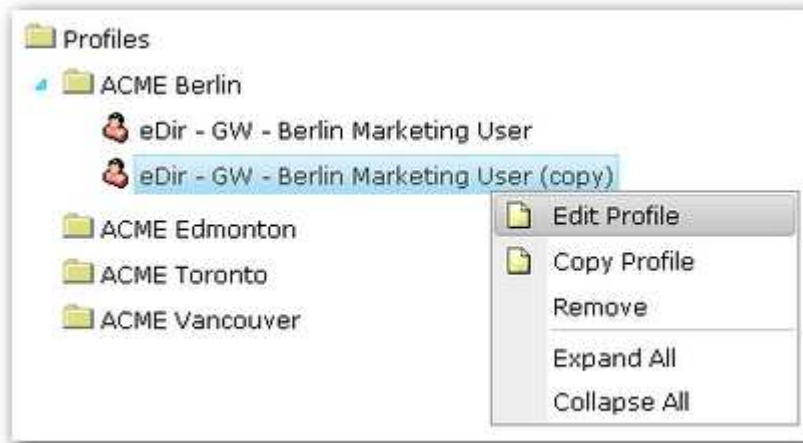 Profiles
ACME Berlin
eDir - GW - Berlin Marketing User
eDir - GW - Berlin Marketing User (copy)
ACME Edmonton
ACME Toronto
ACME Vancouver
Edit Profile
Copy Profile
Remove
Expand All
Collapse All